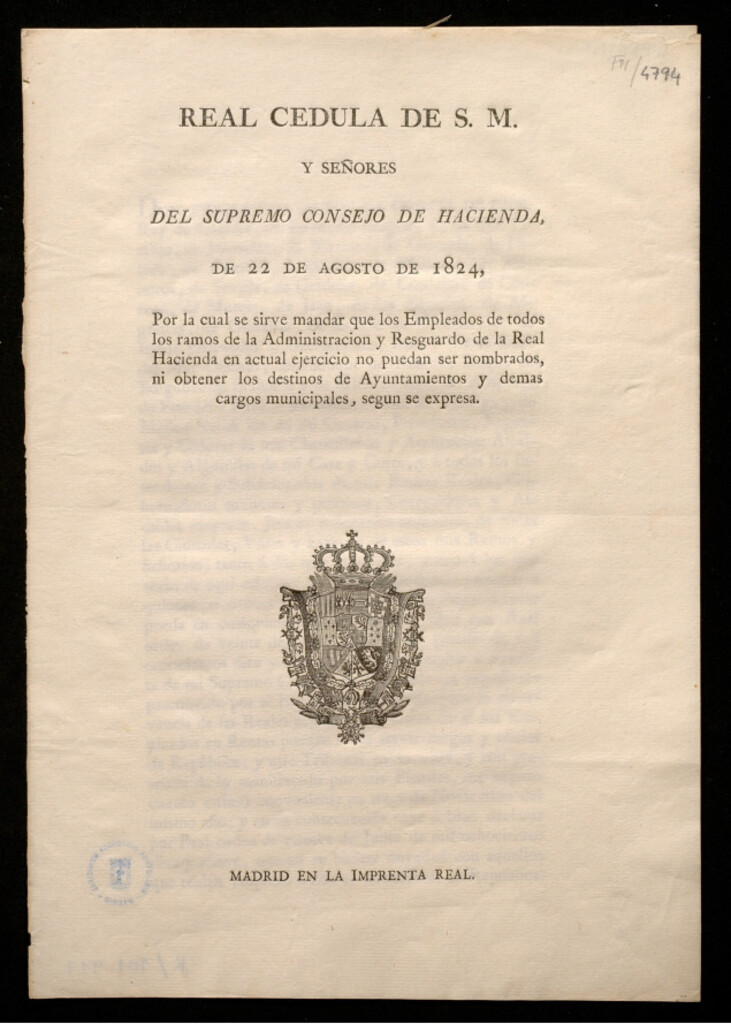 4794
REAL CEDULA DE S. M.
Y SEÑORES
DEL SUPREMO CONSEJO DE HACIENDA,
DE 22 DE AGOSTO DE 1824,
Por la cual se sirve mandar que los Empleados de todos
los ramos de la Administracion y Resguardo de la Real
Hacienda en actual ejercicio no puedan ser nombrados,
ni obtener los destinos de Ayuntamientos y demas
cargos municipales, segun se expresa.
MADRID EN LA IMPRENTA REAL.